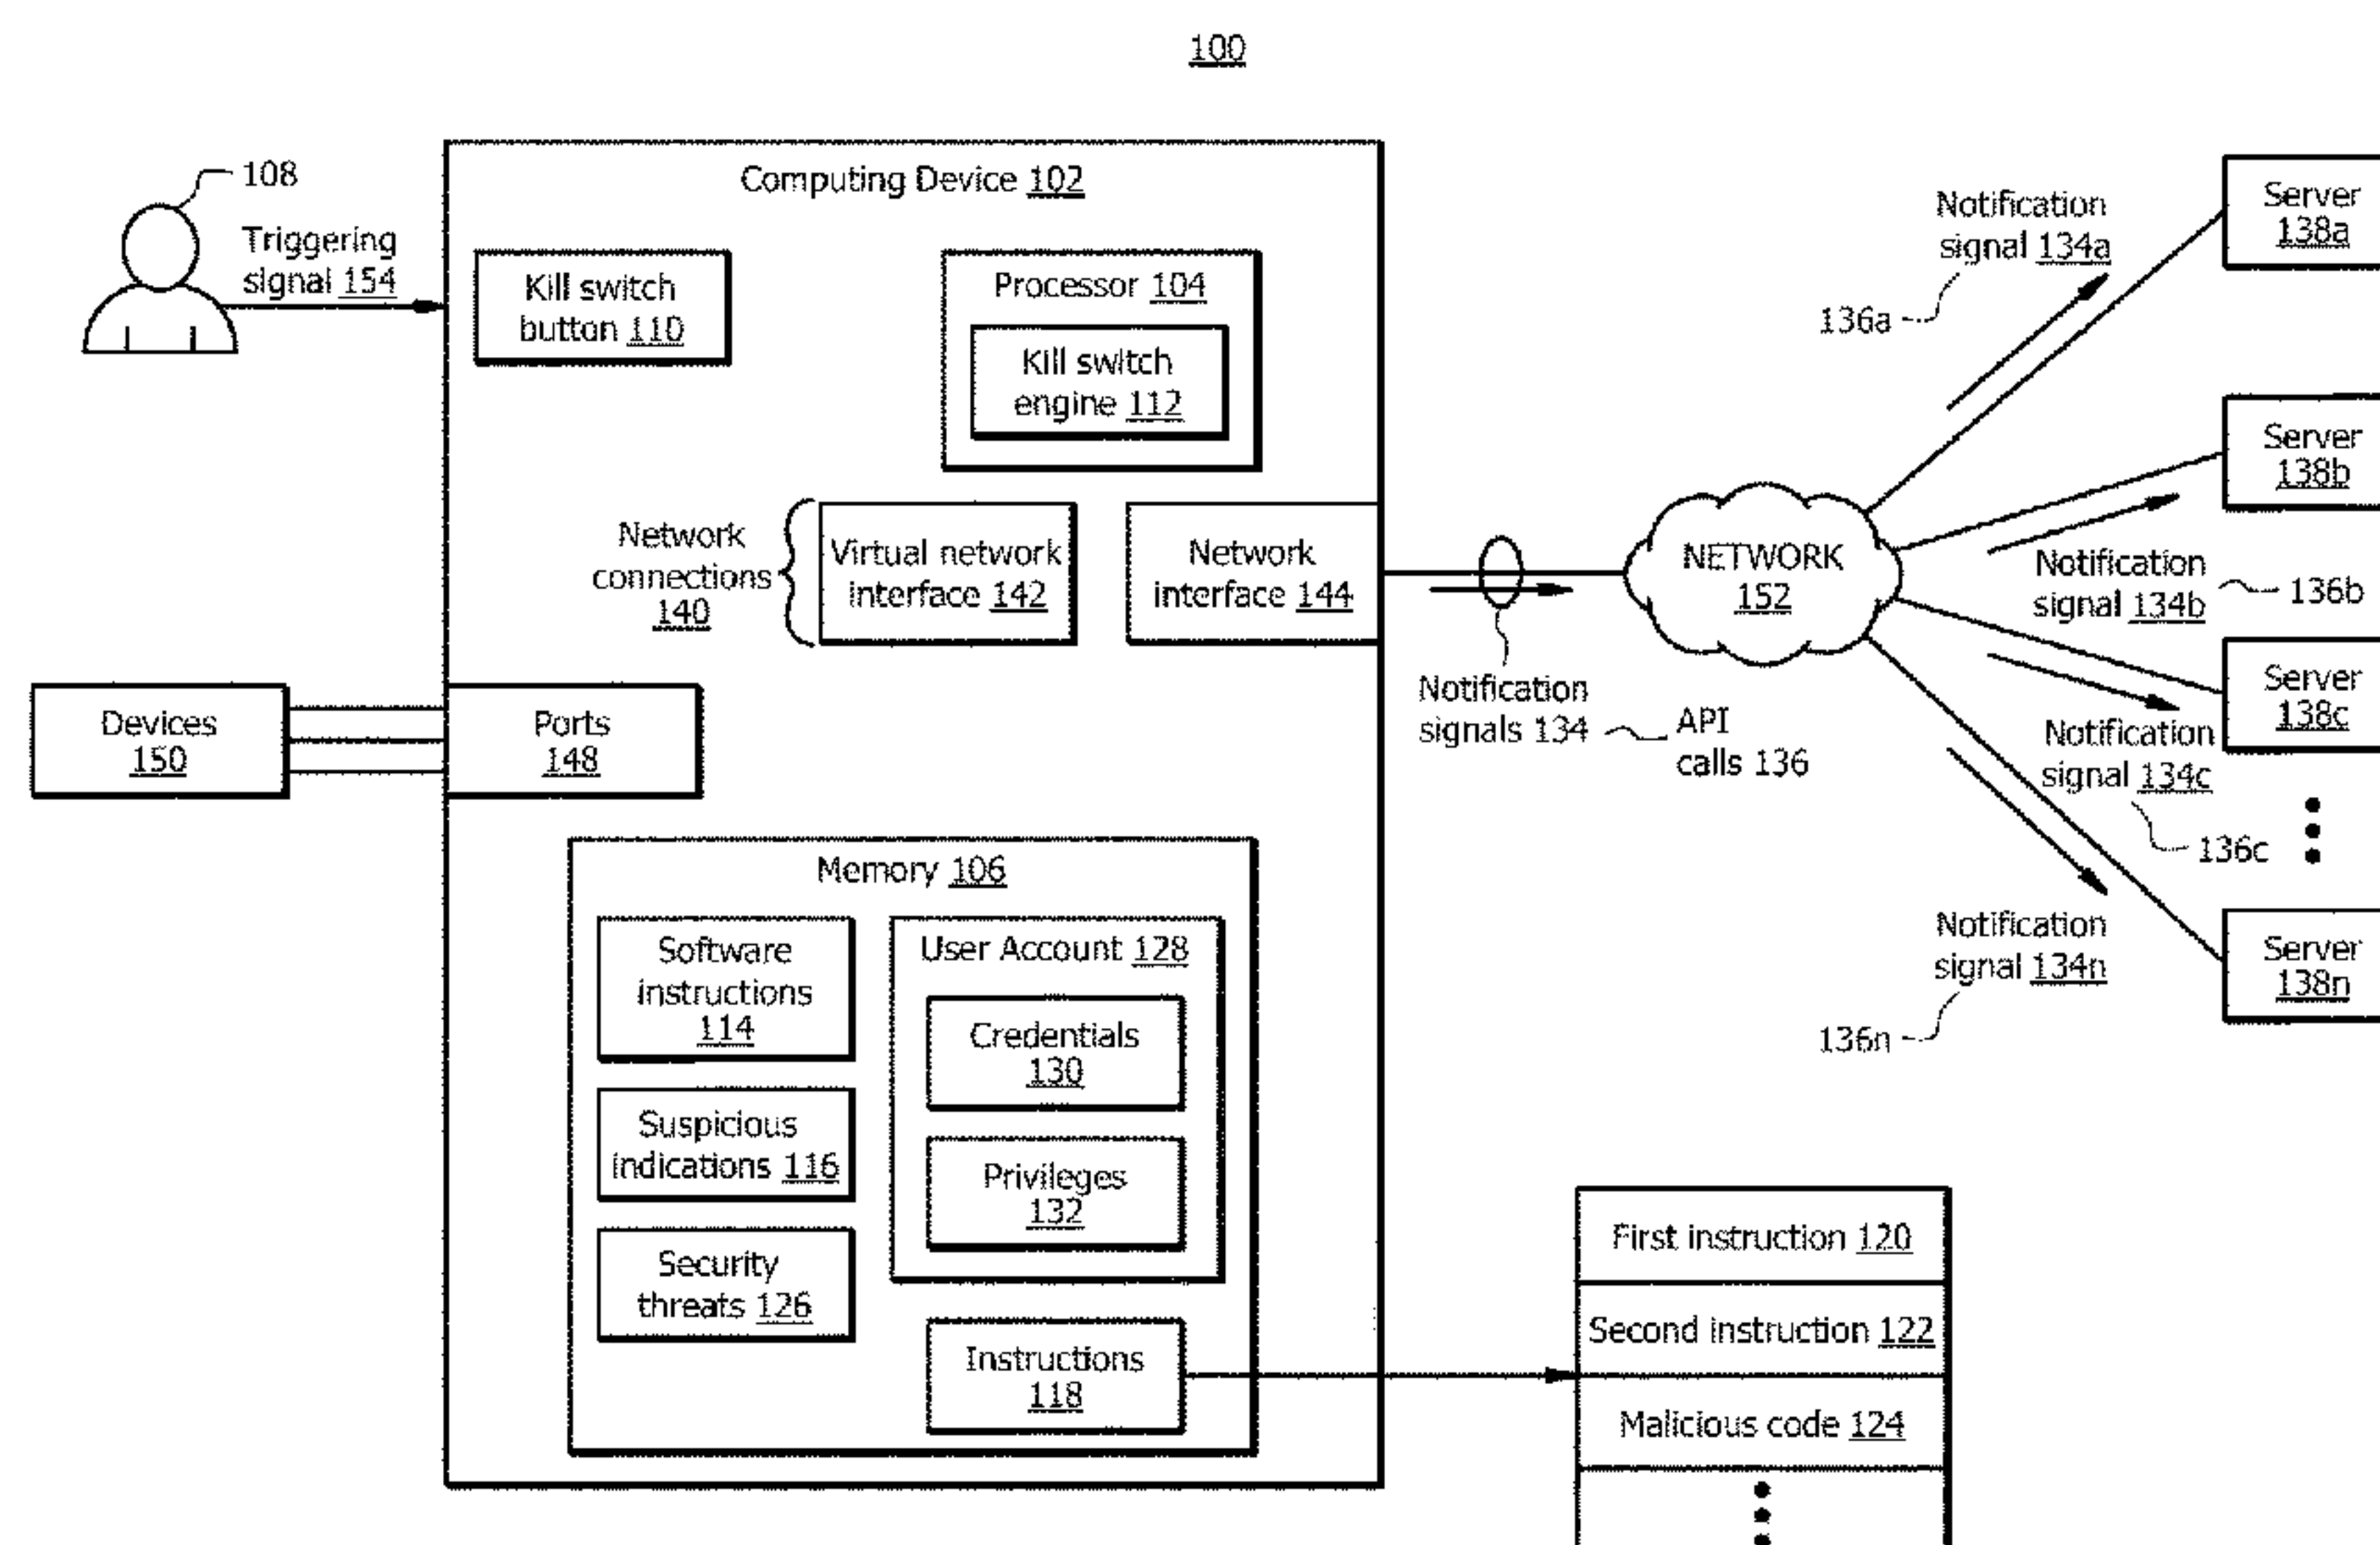 100
108
Triggering
signal 154
Computing Device 102
Kill switch
button 110
Processor 104
Kill switch
engine 112
Network
connections
140
Virtual network
interface 142
Network
interface 144
Devices
150
Ports
148
Notification
signals 134
API
calls 136
NETWORK
152
Notification
signal 134a
136a
Server
138a
Server
138b
Notification
signal 134b
136b
Server
138c
Notification
signal 134c
136c
Notification
signal 134n
136n
Server
138n
Memory 106
Software
instructions
114
Suspicious
indications 116
Security
threats 126
User Account 128
Credentials
130
Privileges
132
Instructions
118
First instruction 120
Second instruction 122
Malicious code 124